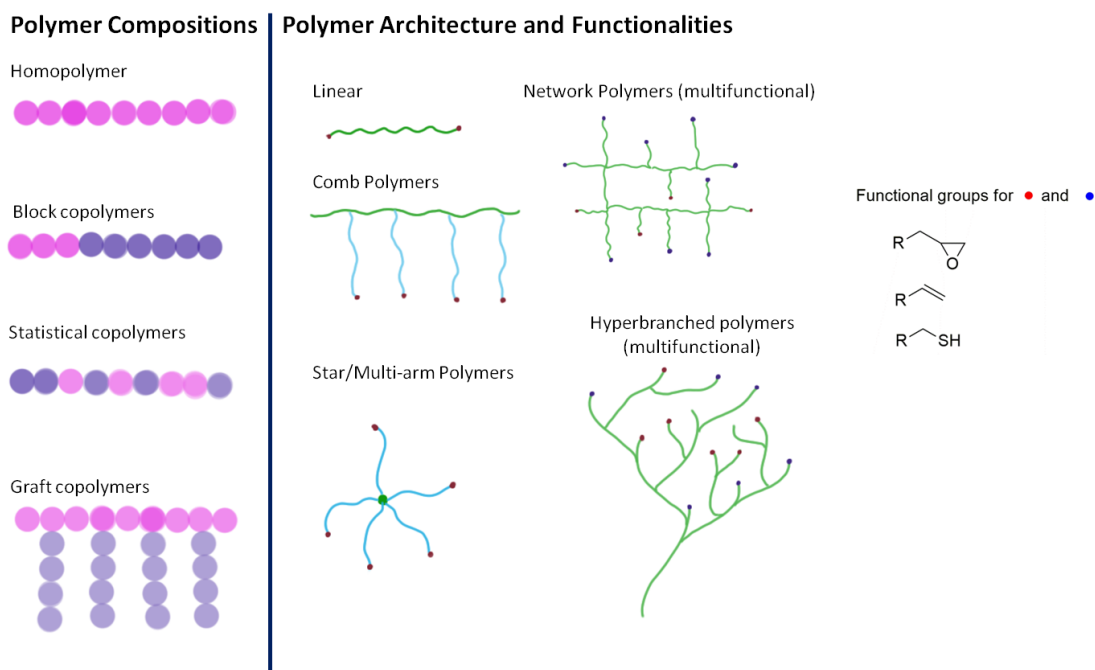 Polymer Compositions
Homopolymer
Block copolymers
Statistical copolymers
Graft copolymers
Polymer Architecture and Functionalities
Linear
Comb Polymers
Star/Multi-arm Polymers
Network Polymers (multifunctional)
Hyperbranched polymers
(multifunctional)
Functional groups for and
R
O
R
R SH